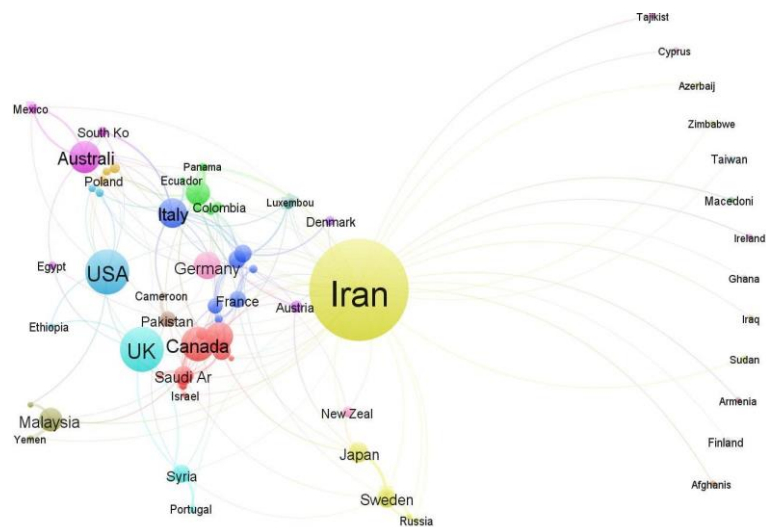 Tajikist
Cyprus
Azerbaij
Mexico
Zimbabwe
South Ko
Australi
Panama
Taiwan
Poland
Ecuador
Luxembou
Macedoni
Italy
Colombia
Denmark
Ireland
Egypt
USA
Germany
Ghana
Cameroon
France
Iran
Austria
Iraq
Ethiopia
Pakistan
UK
Canada
Sudan
Saudi Ar
Israel
Armenia
Malaysia
New Zeal
Yemen
Finland
Japan
Syria
Afghanis
Sweden
Portugal
Russia